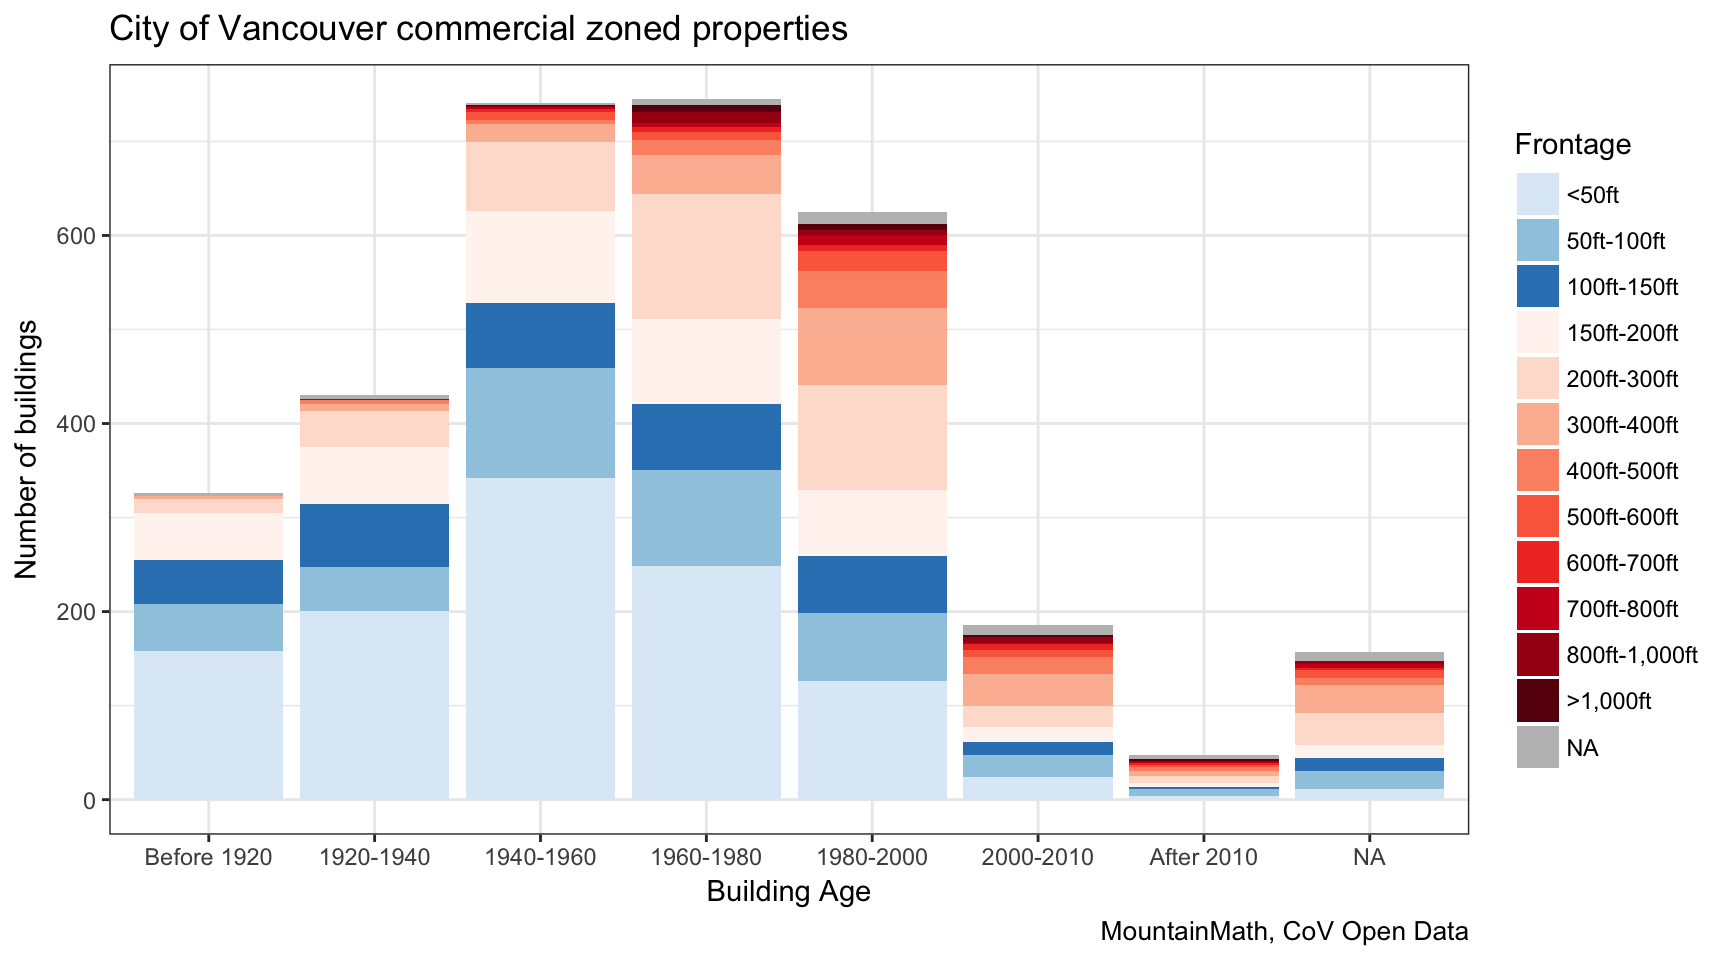 City of Vancouver commercial zoned properties
Number of buildings
600
400
200
0
Before 1920
1920-1940
1940-1960
1960-1980
1980-2000
2000-2010
After 2010
NA
Building Age
Frontage
<50ft
50ft-100ft
100ft-150ft
150ft-200ft
200ft-300ft
300ft-400ft
400ft-500ft
500ft-600ft
600ft-700ft
700ft-800ft
800ft-1,000ft
>1,000ft
NA
MountainMath, CoV Open Data